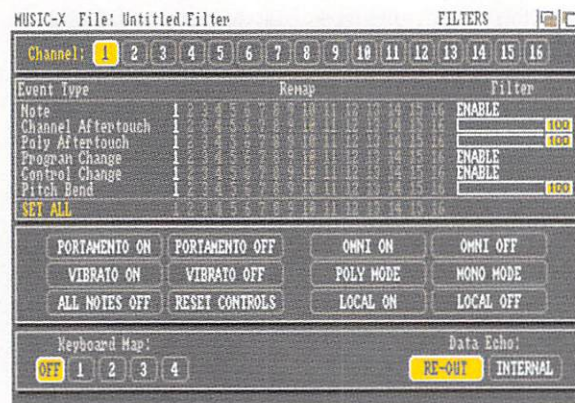 MUSIC-X File: Untitled.Filter FILTERS
Channel: 1 2 3 4 5 6 7 8 9 10 11 12 13 14 15 16
Event Type Remap Filter
Note 1 2 3 4 5 6 7 8 9 10 11 12 13 14 15 16 ENABLE
Channel Aftertouch 1 2 3 4 5 6 7 8 9 10 11 12 13 14 15 16 100
Poly Aftertouch 1 2 3 4 5 6 7 8 9 10 11 12 13 14 15 16 100
Program Change 1 2 3 4 5 6 7 8 9 10 11 12 13 14 15 16 ENABLE
Control Change 1 2 3 4 5 6 7 8 9 10 11 12 13 14 15 16 ENABLE
Pitch Bend 1 2 3 4 5 6 7 8 9 10 11 12 13 14 15 16 100
SET ALL 1 2 3 4 5 6 7 8 9 10 11 12 13 14 15 16
PORTAMENTO ON PORTAMENTO OFF OMNI ON OMNI OFF
VIBRATO ON VIBRATO OFF POLY MODE MONO MODE
ALL NOTES OFF RESET CONTROLS LOCAL ON LOCAL OFF
Keyboard Map: Data Echo:
OFF 1 2 3 4 RE-OUT INTERNAL